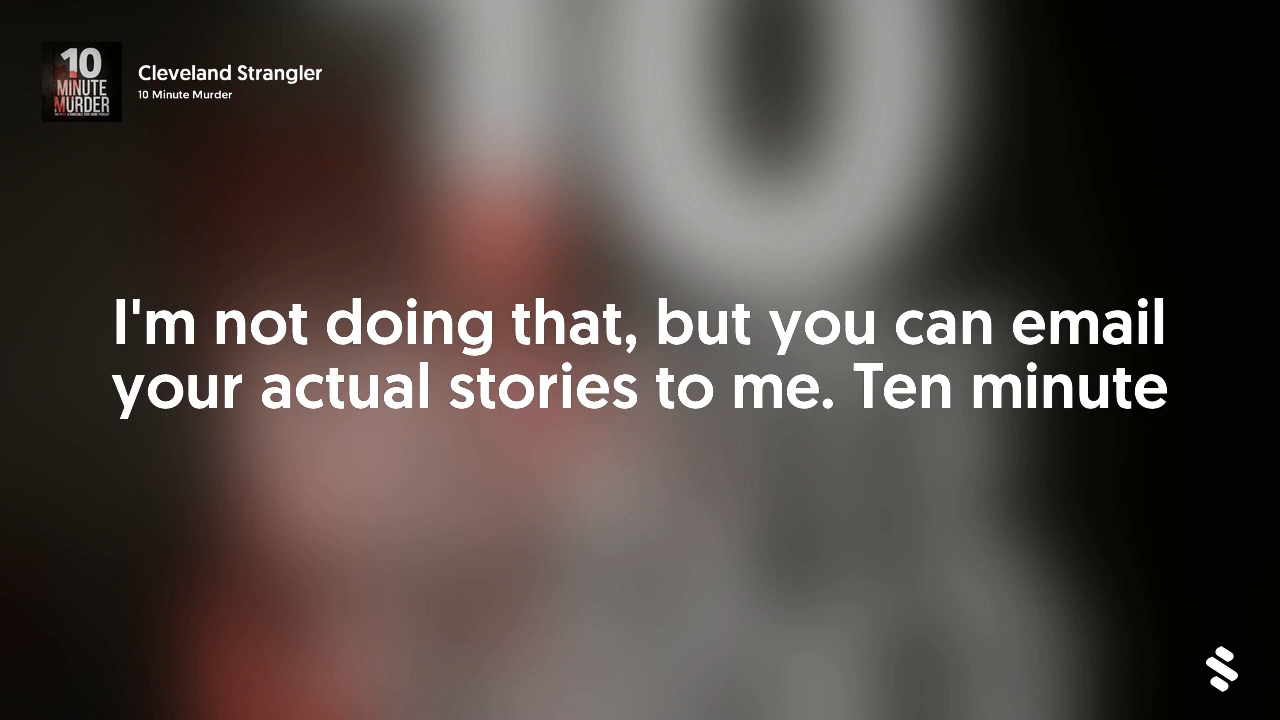 10
MINUTE
MURDER
Cleveland Strangler
10 Minute Murder
I'm not doing that, but you can email
your actual stories to me. Ten minute